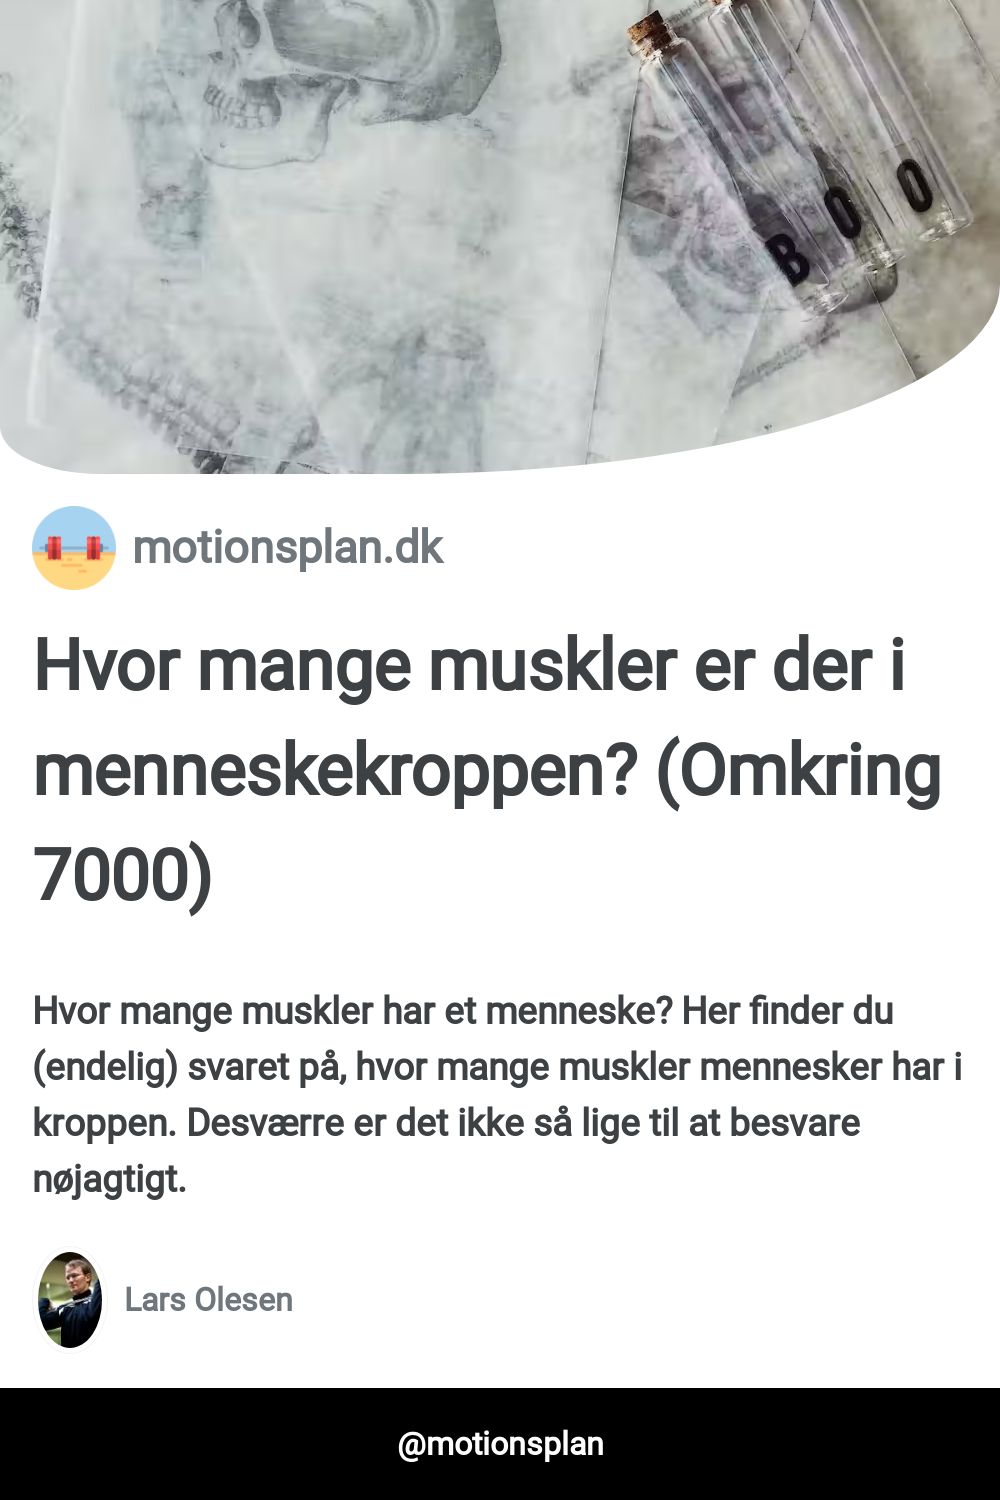 B O O
motionsplan.dk
Hvor mange muskler er der i
menneskekroppen? (Omkring
7000)
Hvor mange muskler har et menneske? Her finder du
(endelig) svaret på, hvor mange muskler mennesker har i
kroppen. Desværre er det ikke så lige til at besvare
nøjagtigt.
Lars Olesen
@motionsplan